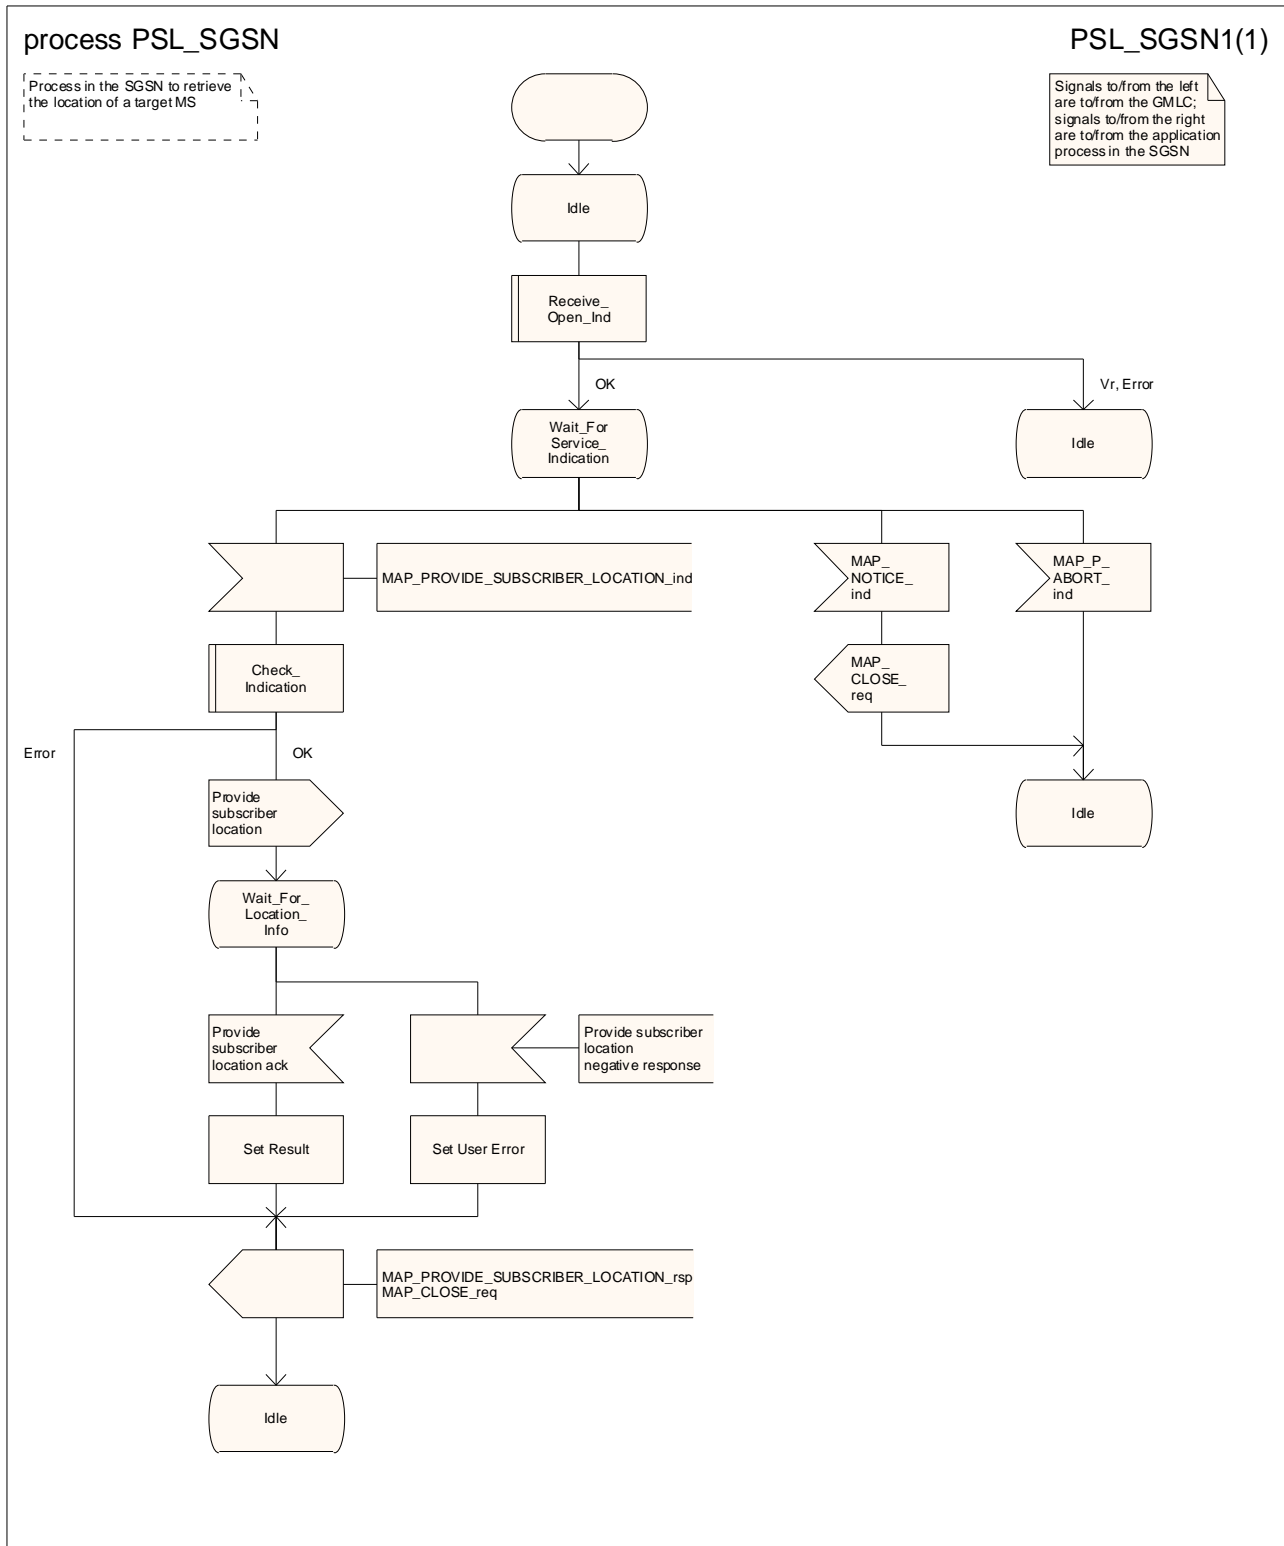 process PSL_SGSN
PSL_SGSN1(1)
Process in the SGSN to retrieve
the location of a target MS
Signals to/from the left
are to/from the GMLC;
signals to/from the right
are to/from the application
process in the SGSN
Idle
Receive_
Open_Ind
OK
Vr, Error
Wait_For
Service_
Indication
Idle
MAP_PROVIDE_SUBSCRIBER_LOCATION_ind
MAP_
NOTICE_
ind
MAP_P_
ABORT_
ind
Check_
Indication
MAP_
CLOSE_
req
Error
OK
Provide
subscriber
location
Idle
Wait_For_
Location_
Info
Provide
subscriber
location ack
Provide subscriber
location
negative response
Set Result
Set User Error
MAP_PROVIDE_SUBSCRIBER_LOCATION_rsp
MAP_CLOSE_req
Idle